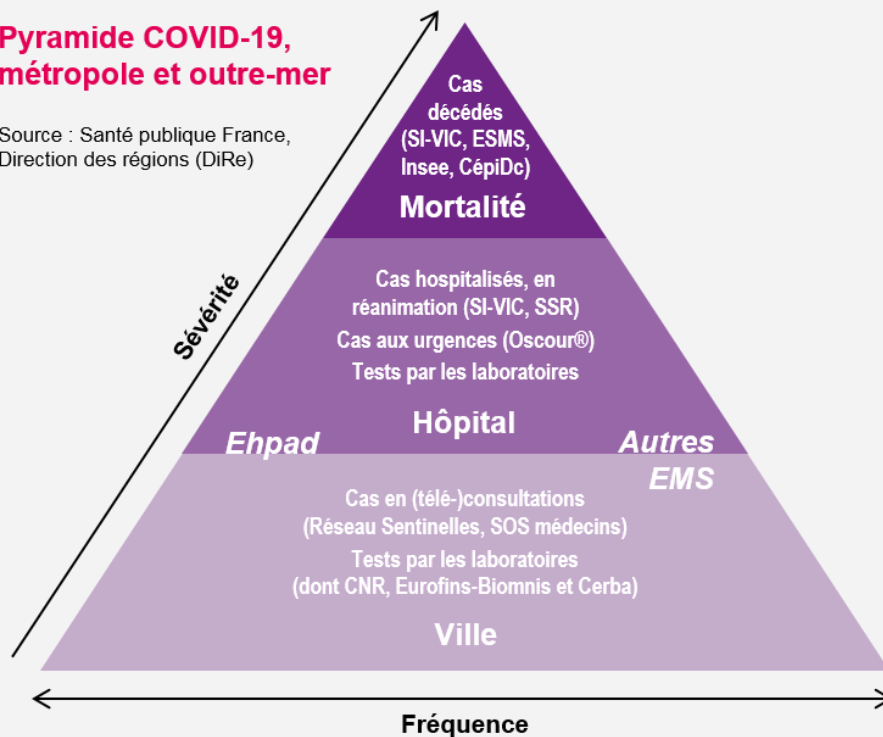 Pyramide COVID-19,
métropole et outre-mer
Source : Santé publique France,
Direction des régions (DiRe)
Sévérité
Cas
décédés
(SI-VIC, ESMS,
Insee, CépiDc)
Mortalité
Cas hospitalisés, en
réanimation (SI-VIC, SSR)
Cas aux urgences (Oscour®)
Tests par les laboratoires
Hôpital
Ehpad
Autres
EMS
Cas en (télé-)consultations
(Réseau Sentinelles, SOS médecins)
Tests par les laboratoires
(dont CNR, Eurofins-Biomnis et Cerba)
Ville
Fréquence